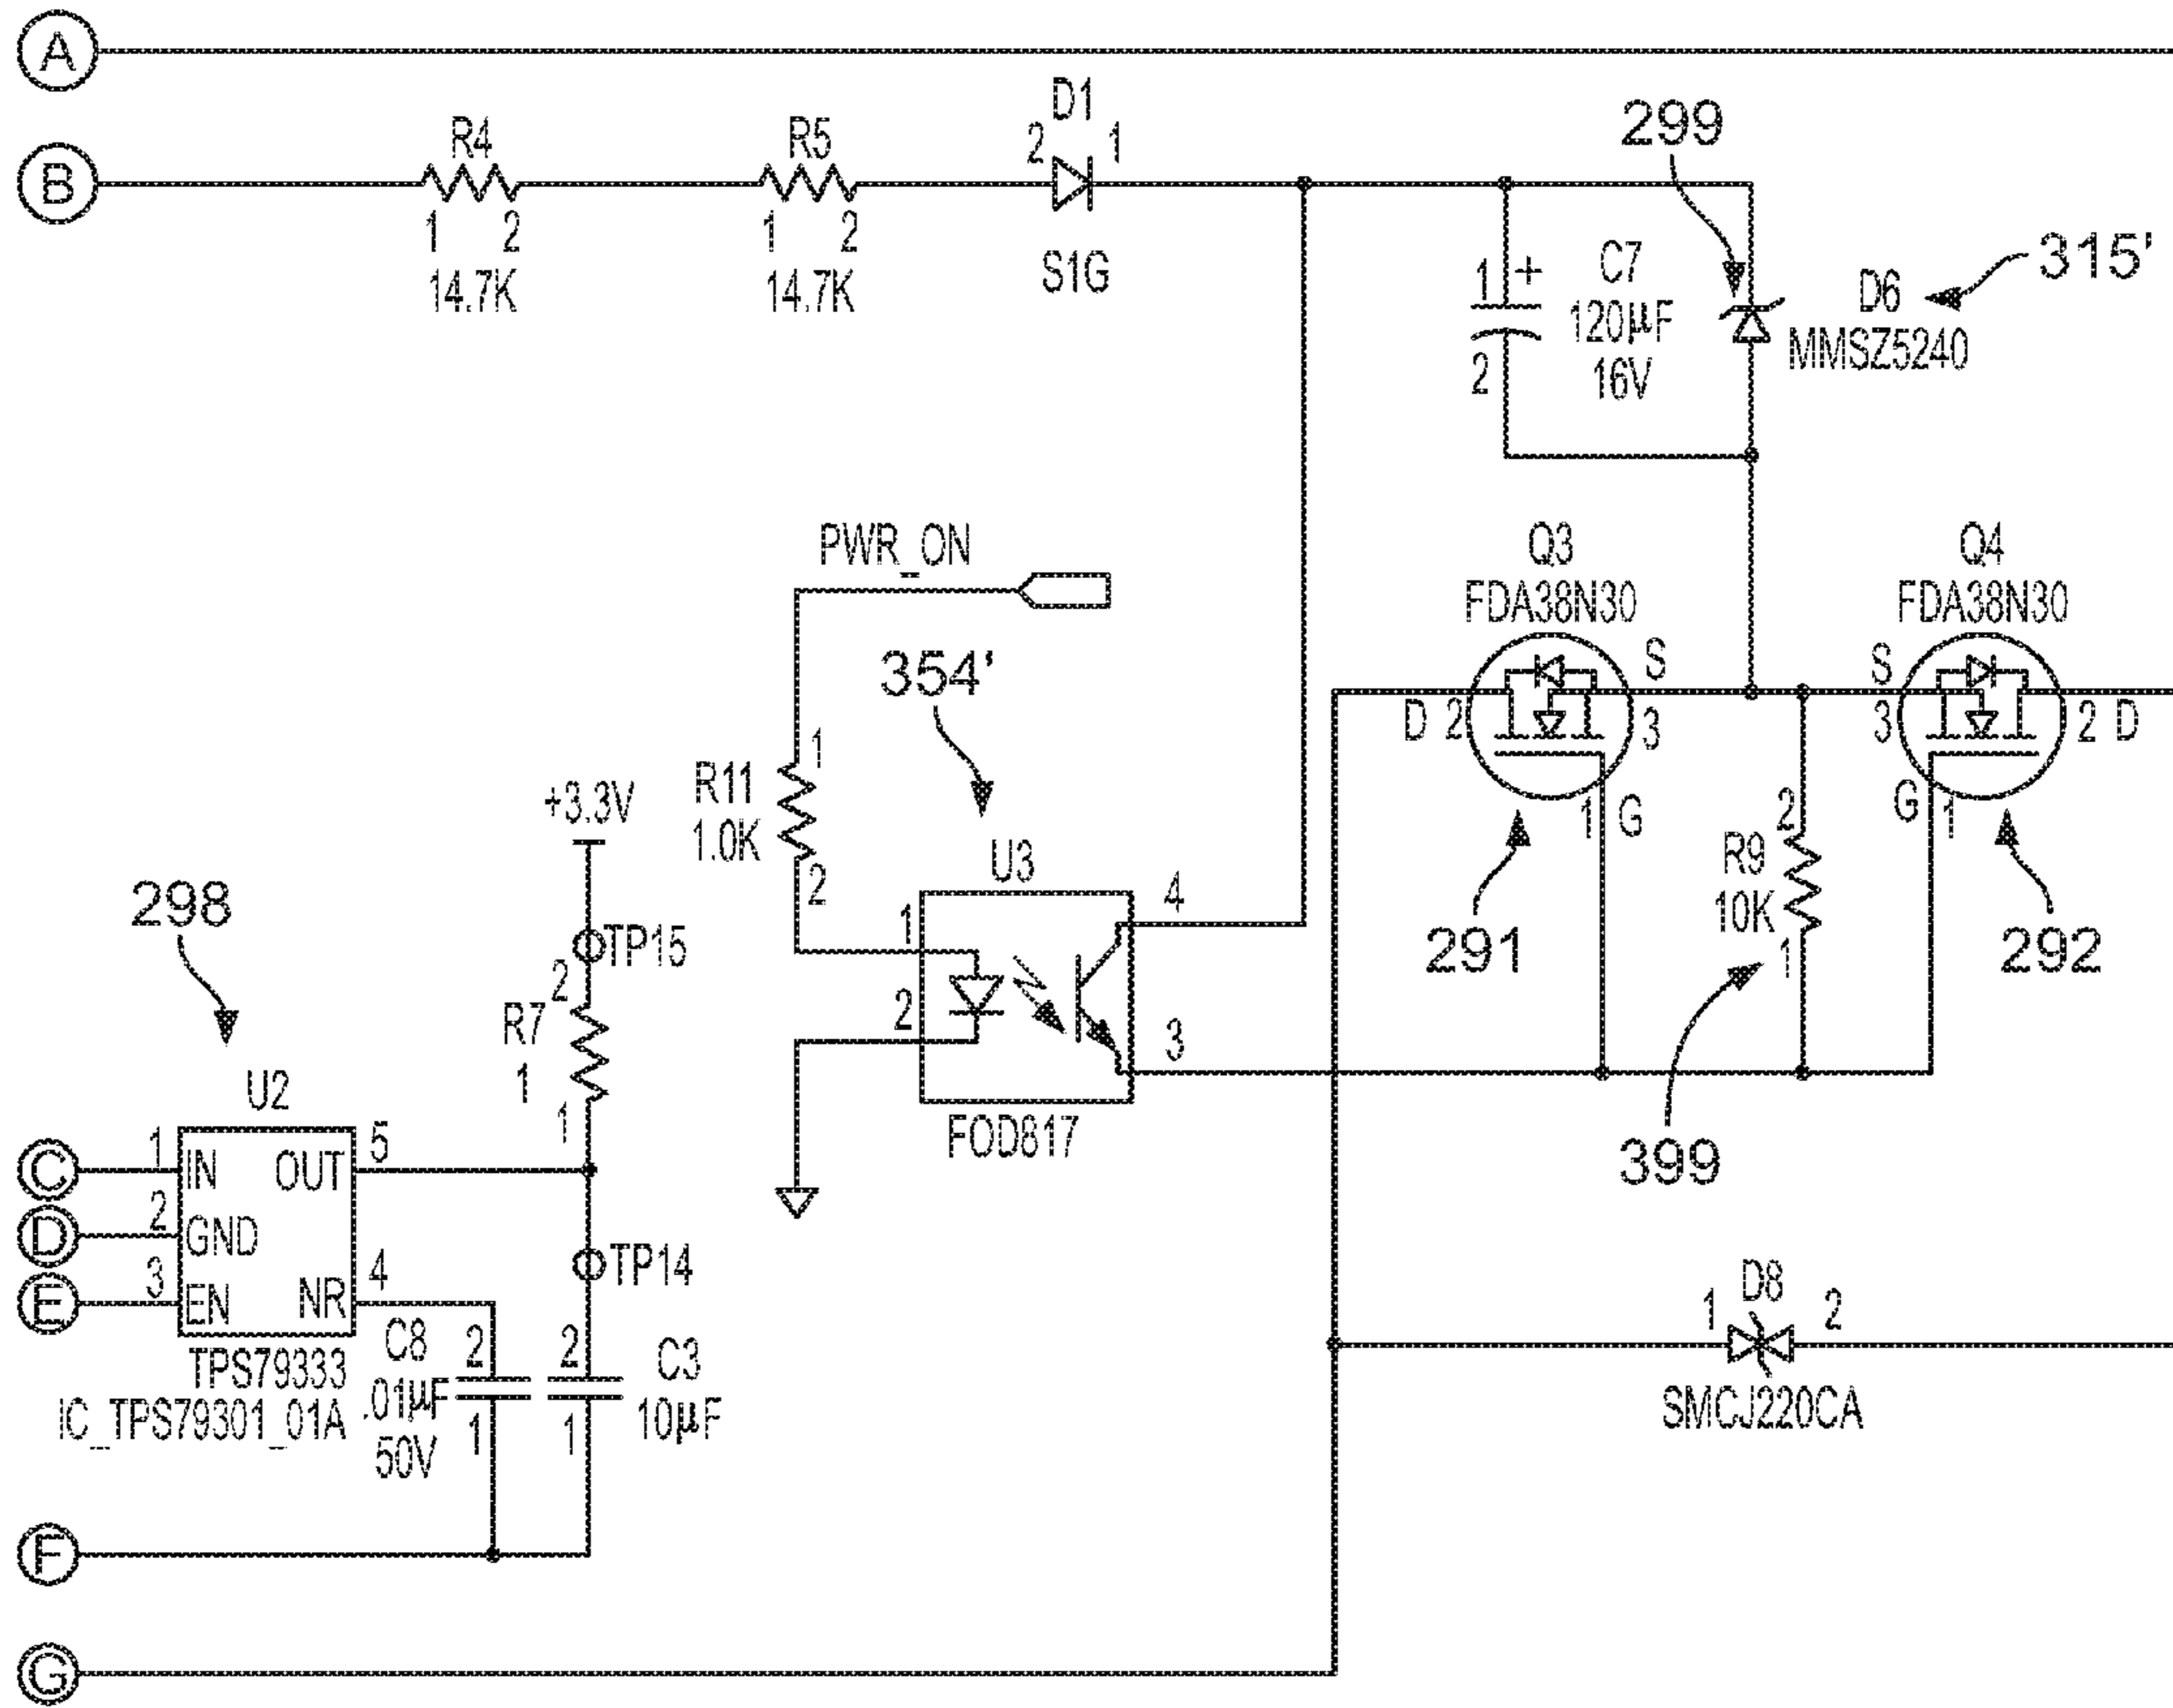 A
B
R4
1 2
14.7K
R5
1 2
14.7K
D1
2 1
S1G
299
315'
1 +
2
C7
120µF
16V
D6
MMSZ5240
PWR_ON
354'
R11
1.0K
1
2
U3
1
2
4
3
FOD817
Q3
FDA38N30
D 2
S
3
1 G
291
Q4
FDA38N30
S
3
G 1
2 D
292
2
R9
10K
1
399
+3.3V
TP15
2
R7
1
1
298
U2
C
D
E
1
2
3
IN
GND
EN
OUT
NR
5
4
TPS79333
IC_TPS79301_01A
TP14
C8
.01µF
50V
2
1
2
1
C3
10µF
D8
1 2
SMCJ220CA
F
G